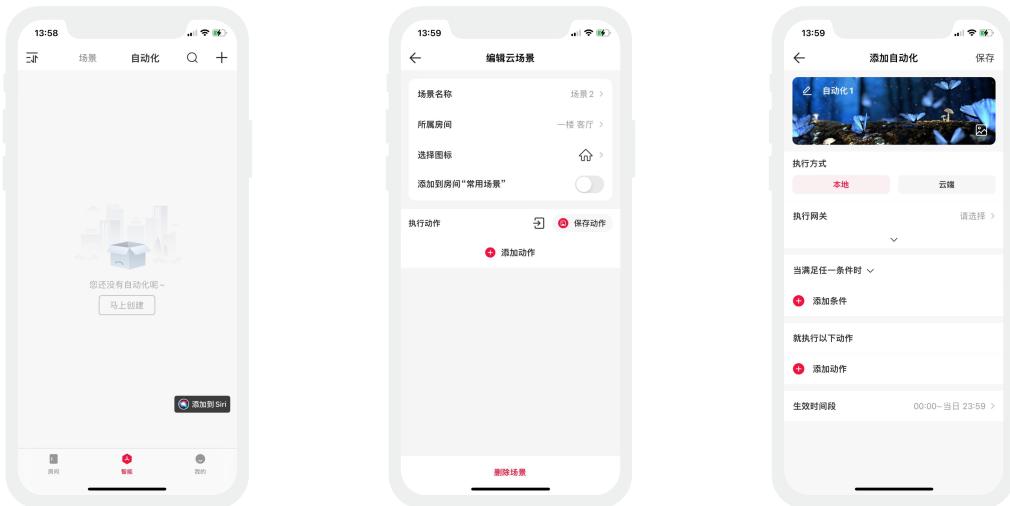 13:58
场景
自动化
您还没有自动化呢~
马上创建
添加到 Siri
房间
智能
我的
13:59
编辑云场景
场景名称
场景2
所属房间
一楼 客厅
选择图标
添加到房间“常用场景”
执行动作
保存动作
添加动作
删除场景
13:59
添加自动化
保存
自动化1
执行方式
本地
云端
执行网关
请选择
当满足任一条件时
添加条件
就执行以下动作
添加动作
生效时间段
00:00~当日 23:59